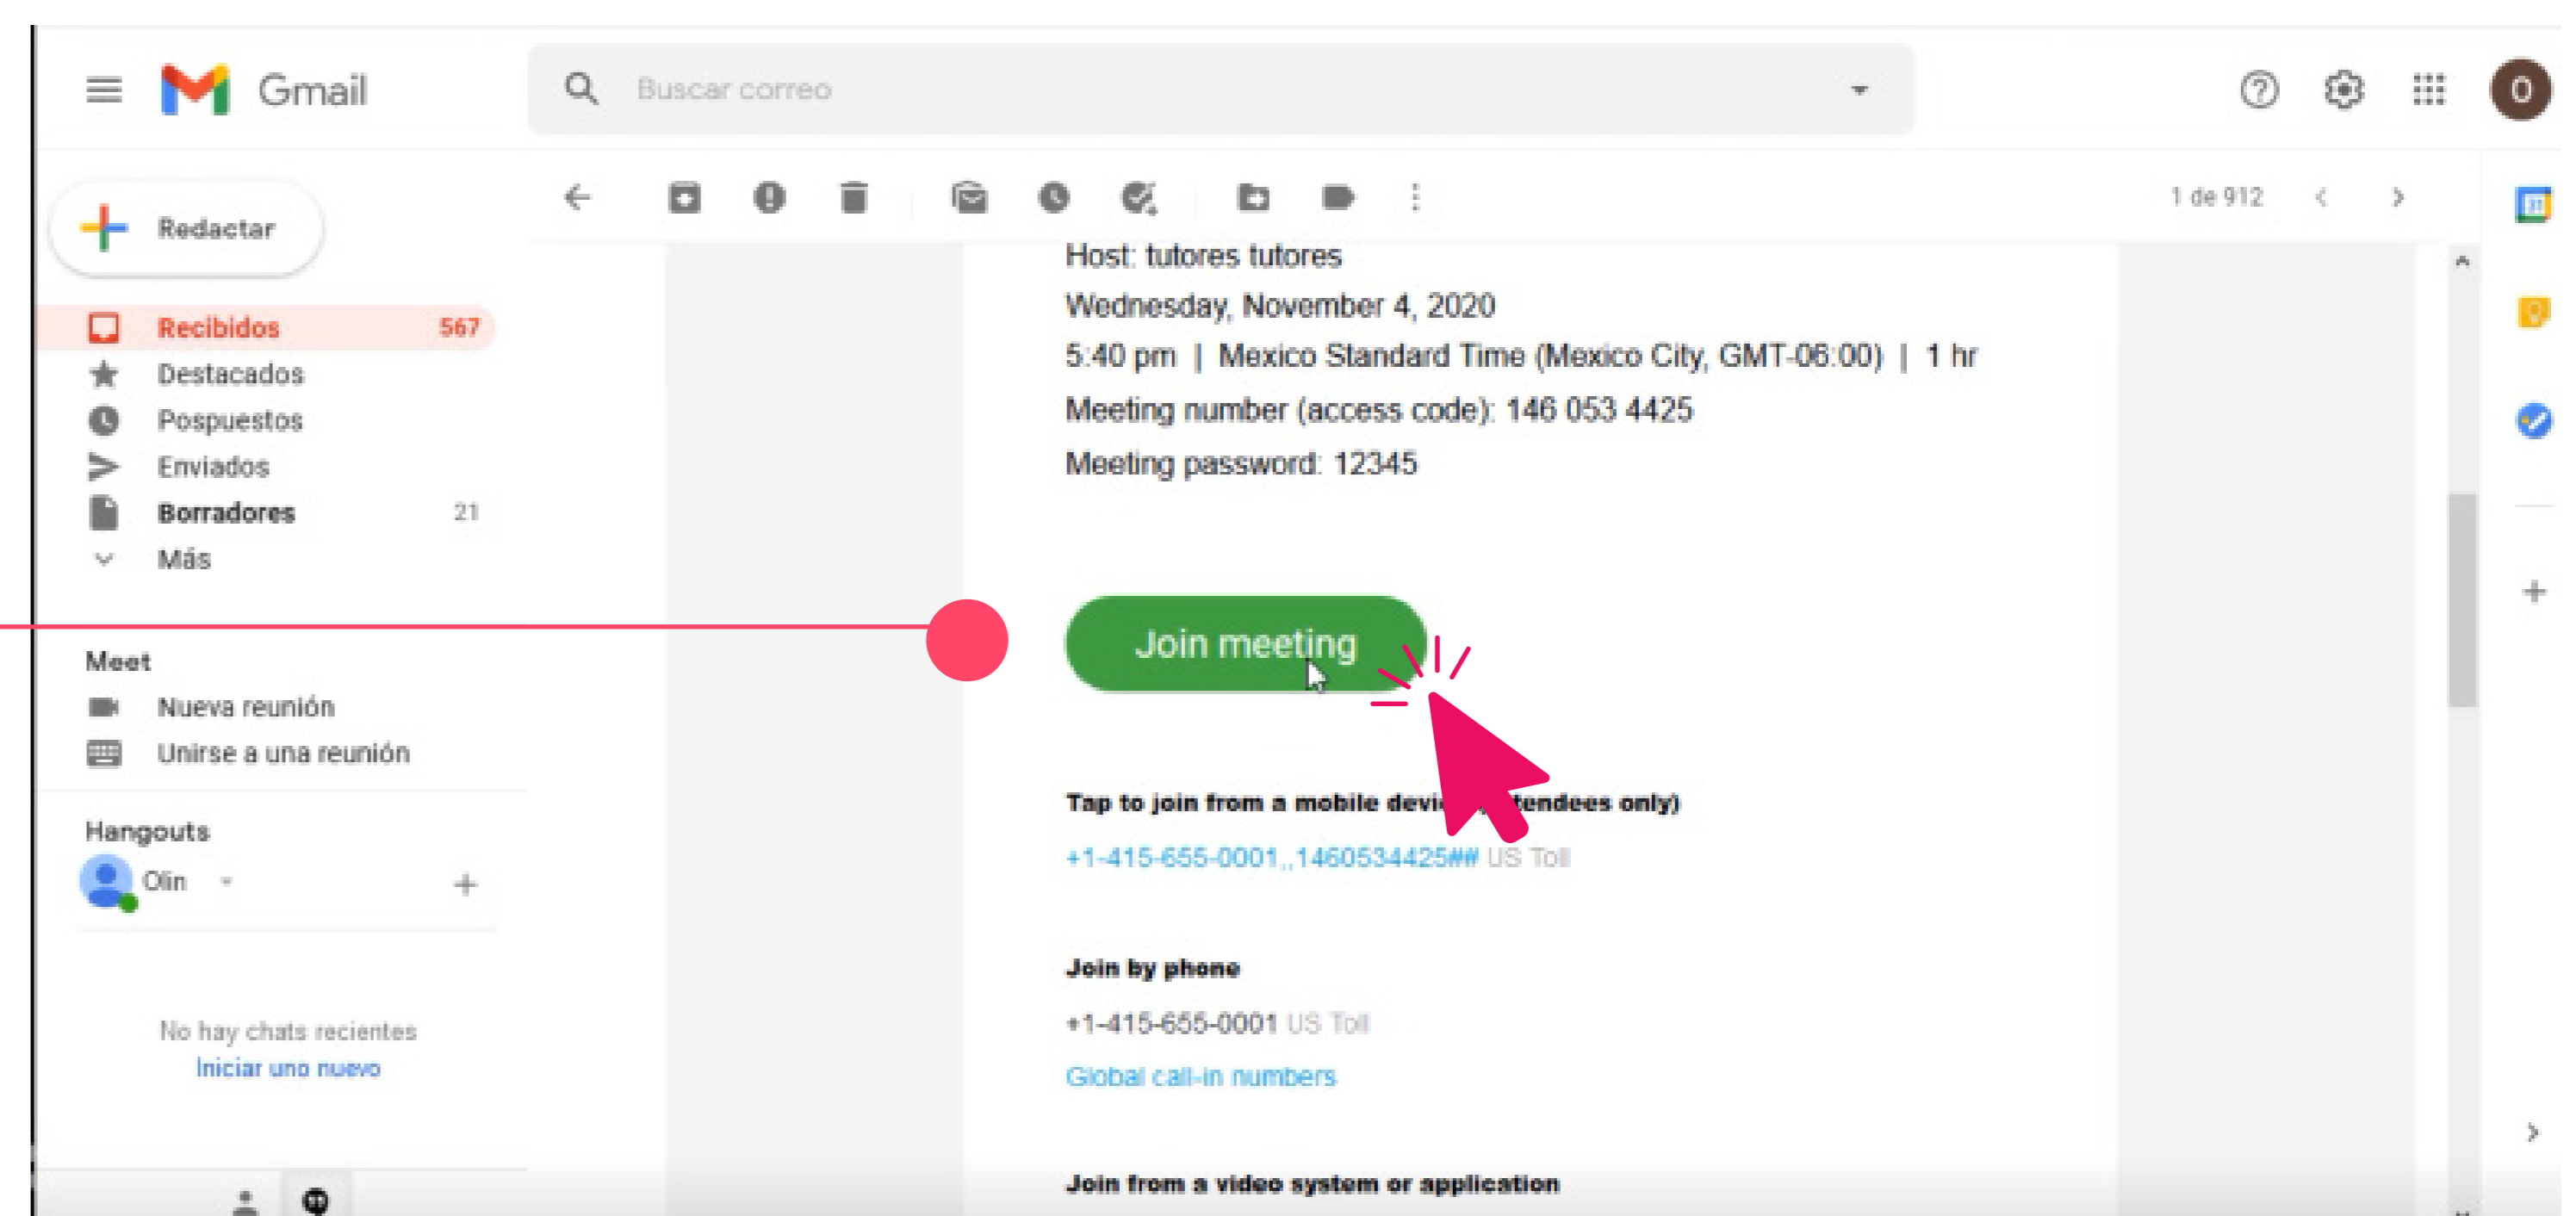 Gmail
Buscar correo
O
Redactar
1 de 912
Recibidos 567
Destacados
Pospuestos
Enviados
Borradores 21
Más
Meet
Nueva reunión
Unirse a una reunión
Hangouts
Olin
No hay chats recientes
Iniciar uno nuevo
Host: tutores tutores
Wednesday, November 4, 2020
5:40 pm | Mexico Standard Time (Mexico City, GMT-06:00) | 1 hr
Meeting number (access code): 146 053 4425
Meeting password: 12345
Join meeting
Tap to join from a mobile only)
+1-415-655-0001,,1460534425## US Toll
Join by phone
+1-415-655-0001 US Toll
Global call-in numbers
Join from a video system or application
31